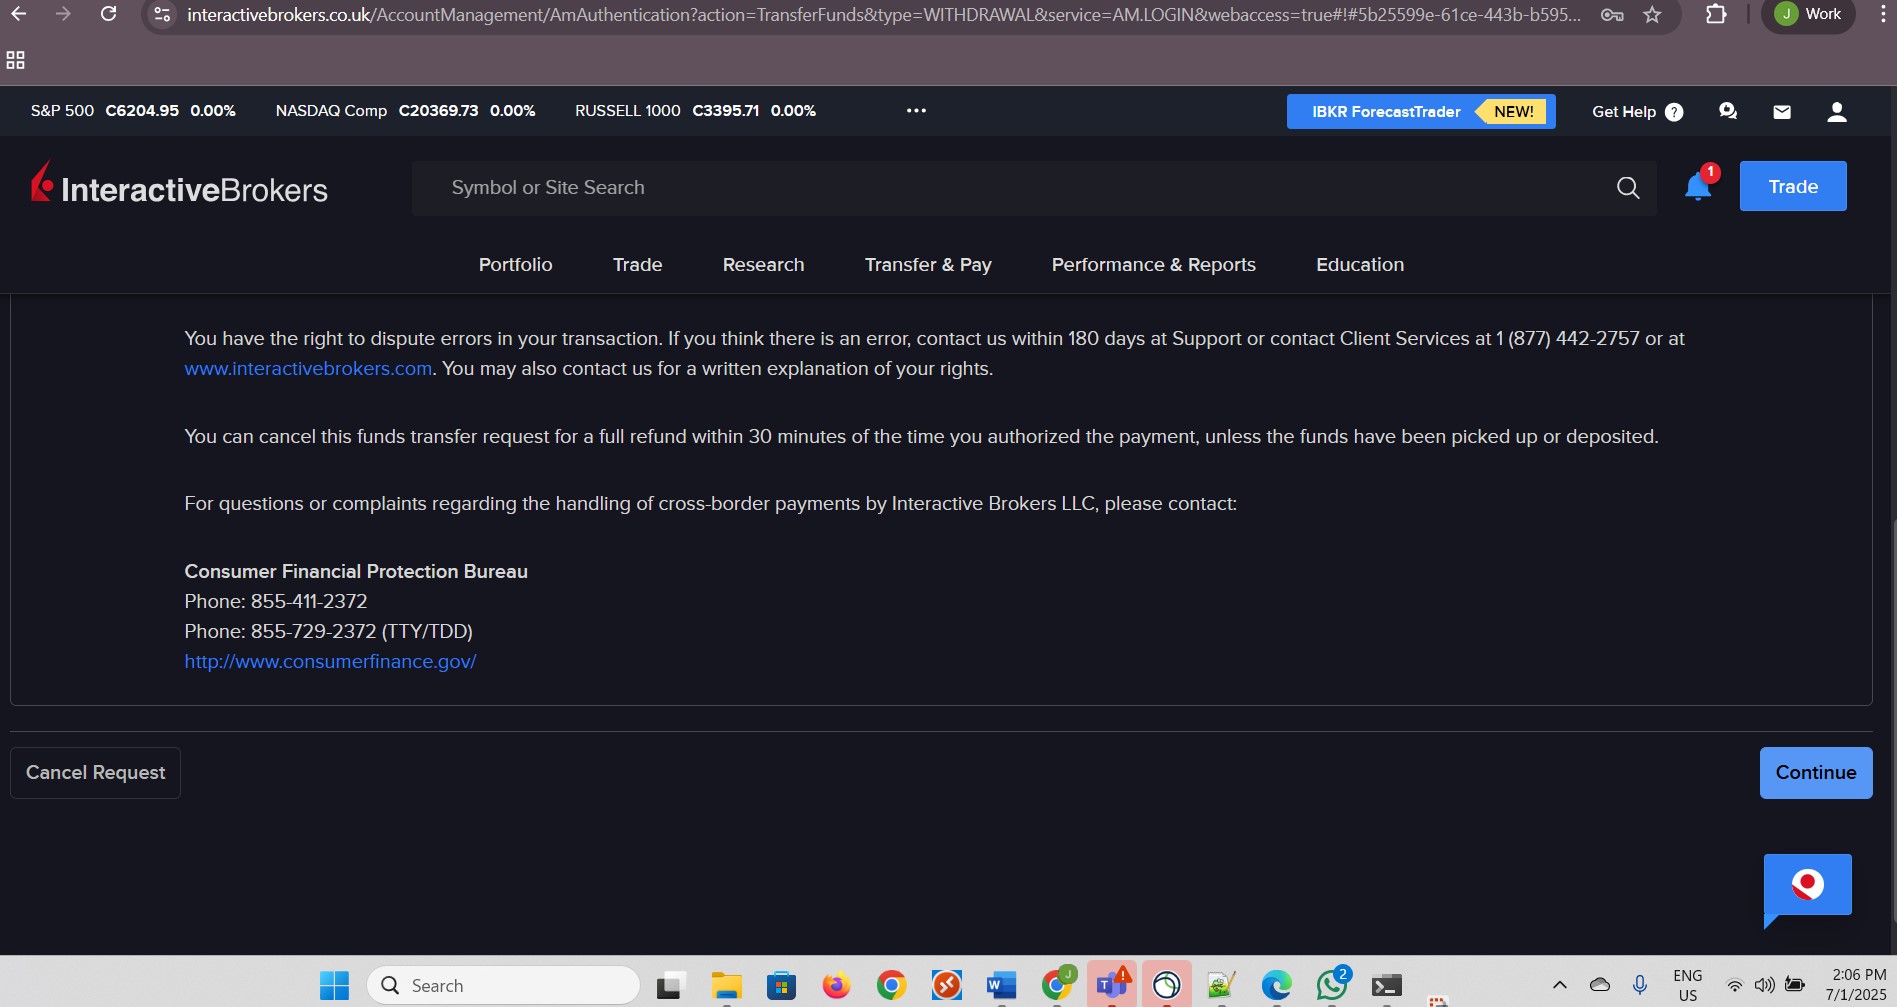 interactivebrokers.co.uk/AccountManagement/AmAuthentication?action=TransferFunds&type=WITHDRAWAL&service=AM.LOGIN&webaccess=true#!#5b25599e-61ce-443b-b595...
J Work
S&P 500 C6204.95 0.00% NASDAQ Comp C20369.73 0.00% RUSSELL 1000 C3395.71 0.00% ••• IBKR ForecastTrader NEW! Get Help ?
InteractiveBrokers Symbol or Site Search 1 Trade
Portfolio Trade Research Transfer & Pay Performance & Reports Education
You have the right to dispute errors in your transaction. If you think there is an error, contact us within 180 days at Support or contact Client Services at 1 (877) 442-2757 or at
www.interactivebrokers.com. You may also contact us for a written explanation of your rights.
You can cancel this funds transfer request for a full refund within 30 minutes of the time you authorized the payment, unless the funds have been picked up or deposited.
For questions or complaints regarding the handling of cross-border payments by Interactive Brokers LLC, please contact:
Consumer Financial Protection Bureau
Phone: 855-411-2372
Phone: 855-729-2372 (TTY/TDD)
http://www.consumerfinance.gov/
Cancel Request Continue
Search W J T ! 2 ENG 2:06 PM
US 7/1/2025